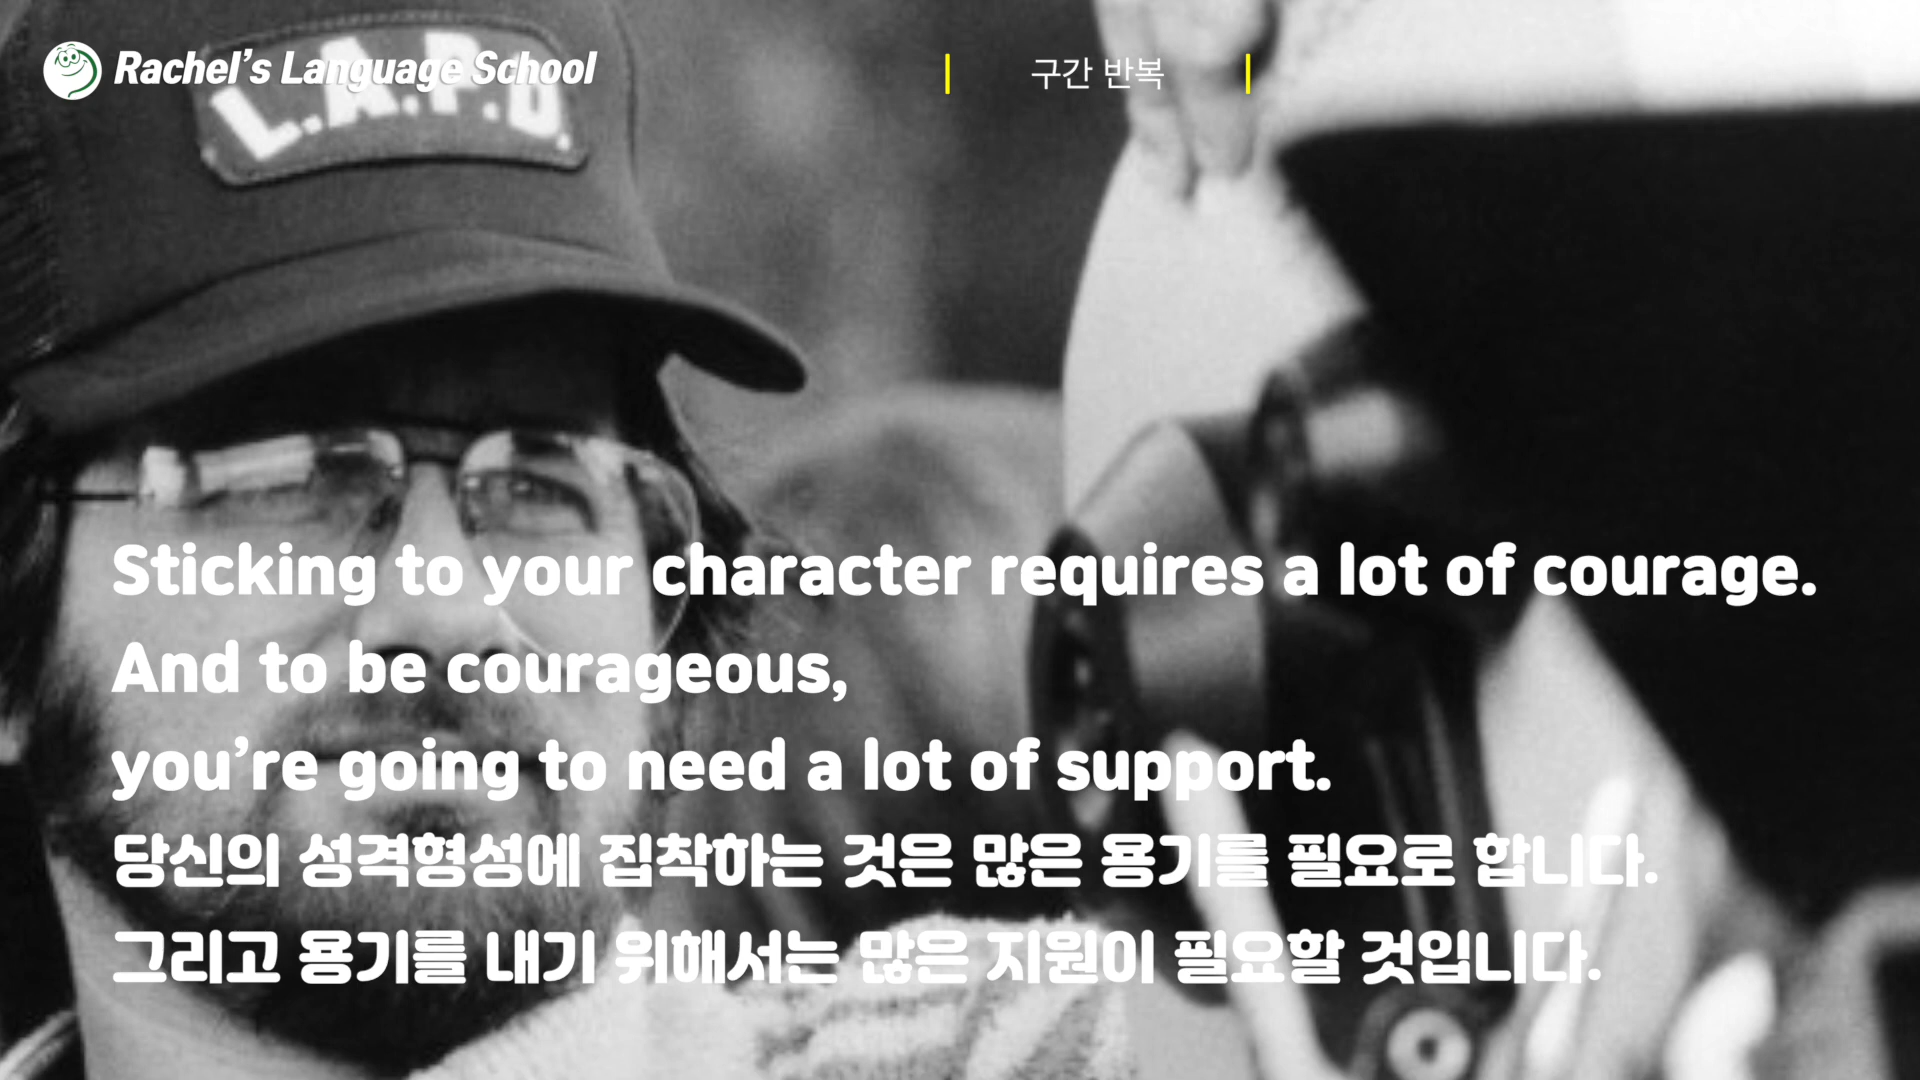 Rachel's Language School
구간 반복
L.A.P.D.
Sticking to your character requires a lot of courage.
And to be courageous,
you're going to need a lot of support.
당신의 성격형성에 집착하는 것은 많은 용기를 필요로 합니다.
그리고 용기를 내기 위해서는 많은 지원이 필요할 것입니다.